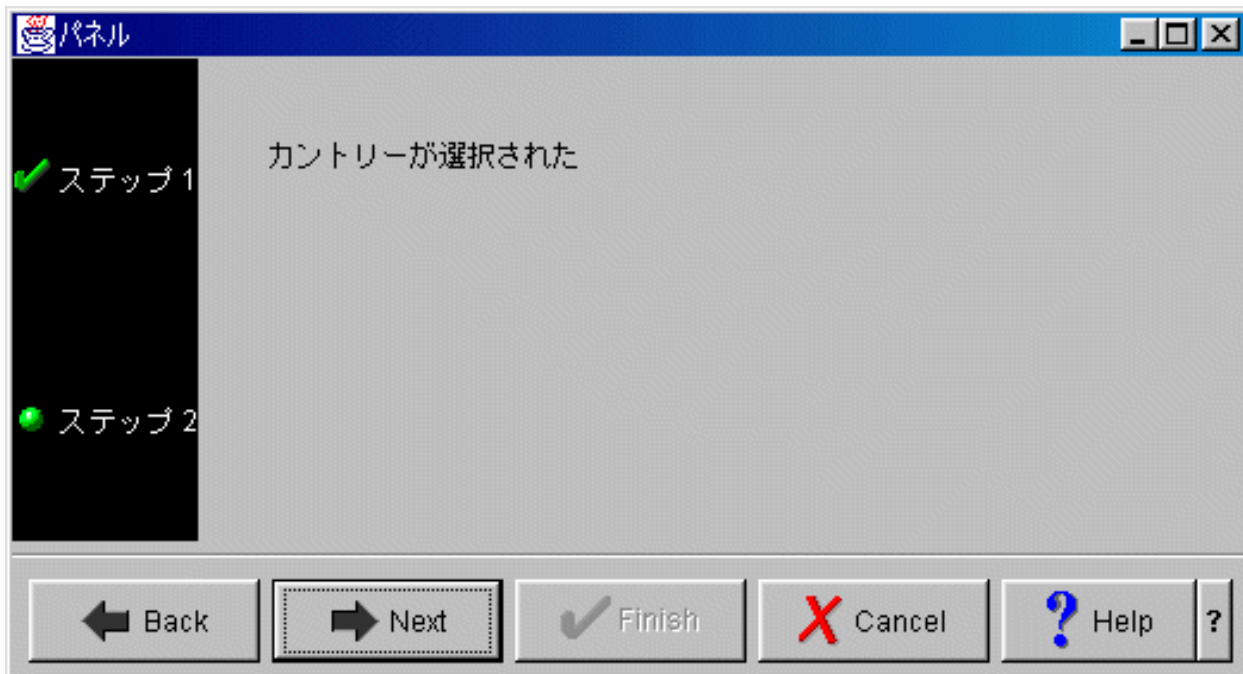 パネル
ステップ 1
カントリーが選択された
ステップ 2
Back
Next
Finish
Cancel
? Help
?